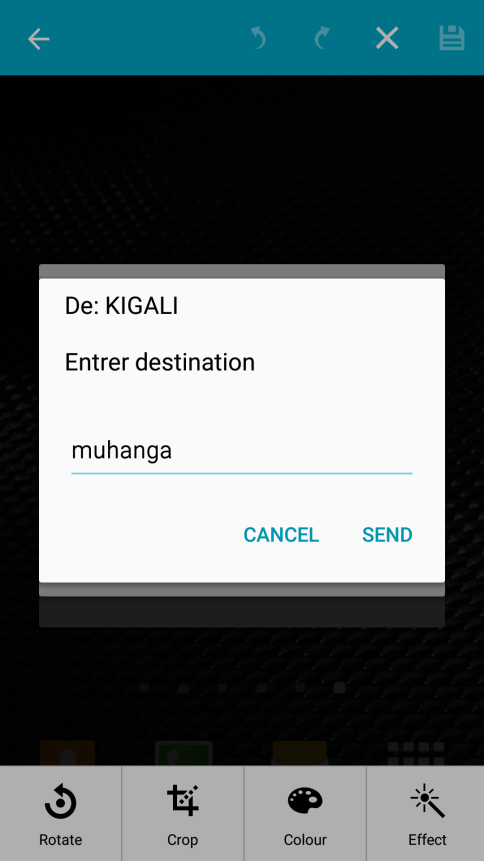 De: KIGALI
Entrer destination
muhanga
CANCEL SEND
Rotate Crop Colour Effect